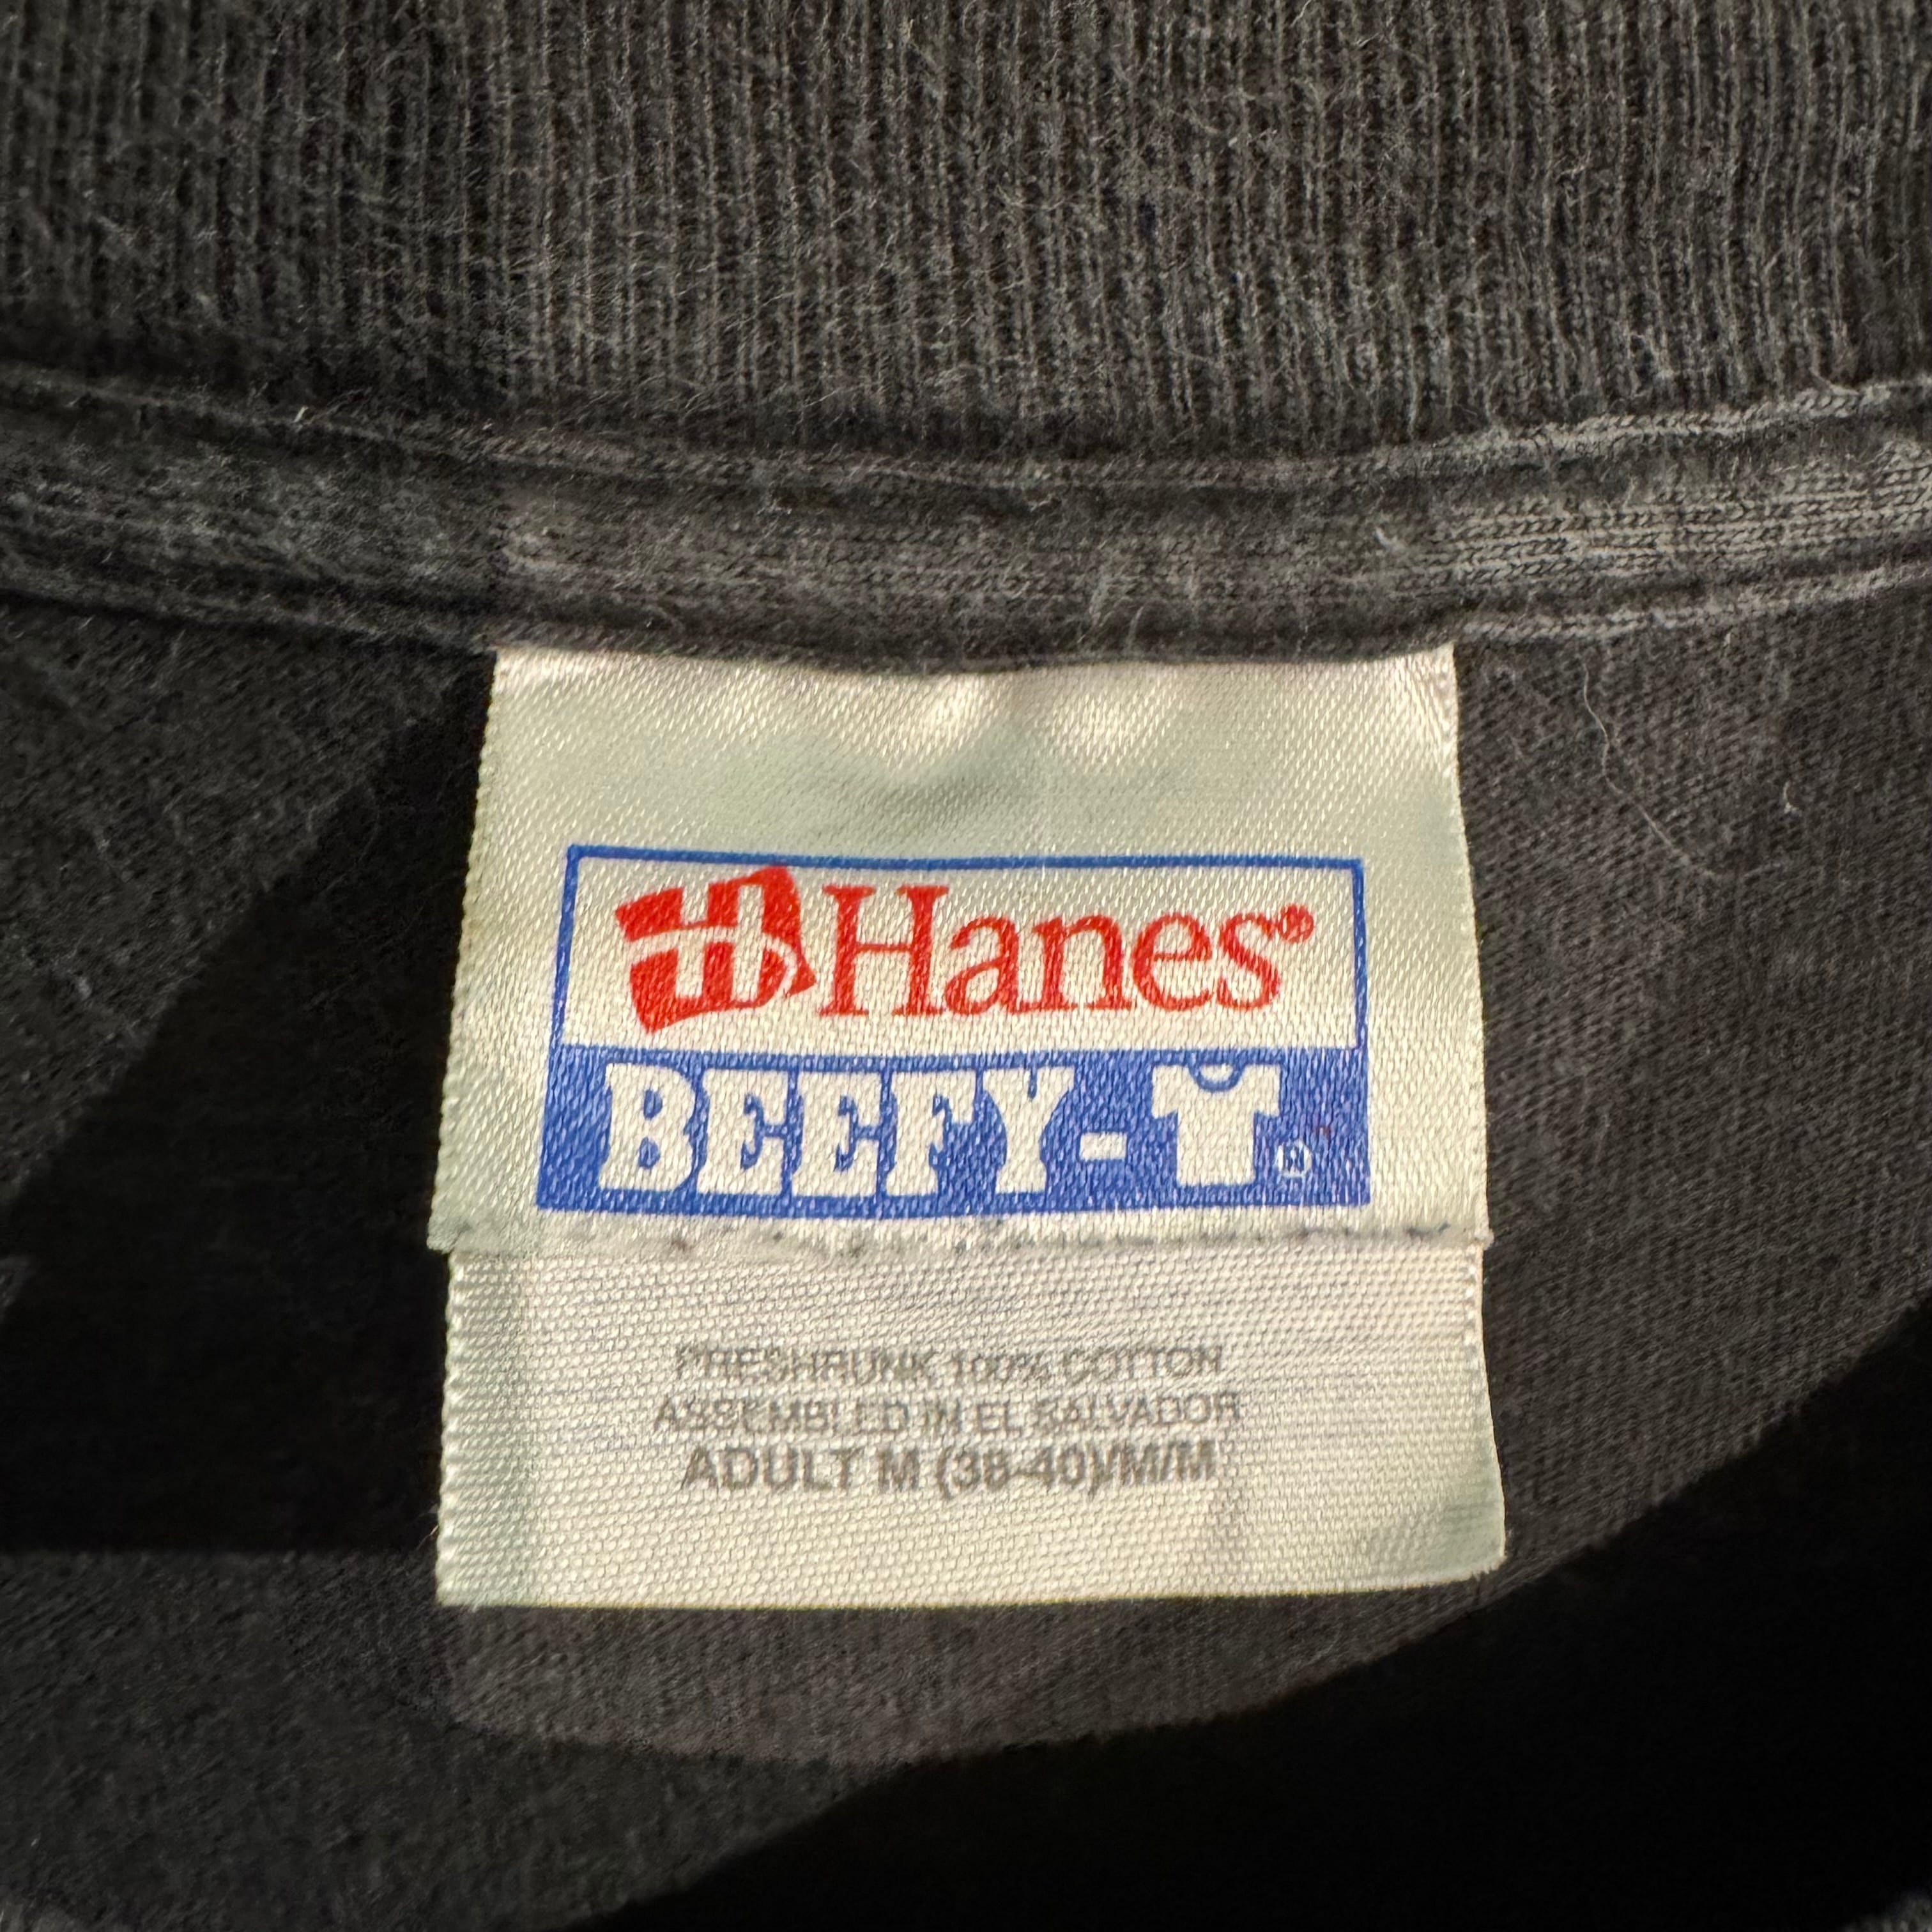 H Hanes®
BEEFY-T®
PRESHRUNK 100% COTTON
ASSEMBLED IN EL SALVADOR
ADULT M (38-40)/M/M